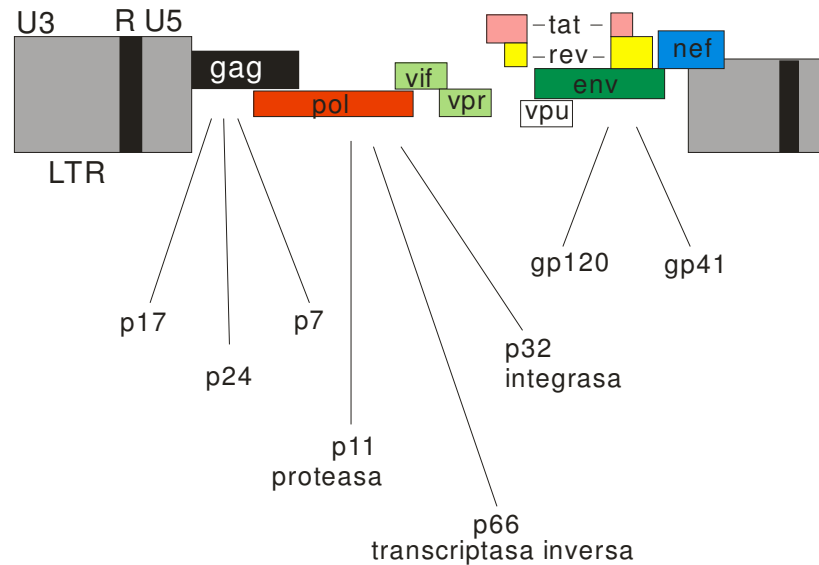 U3 R U5
gag
pol
vif
vpr
tat
rev
nef
env
vpu
LTR
gp120
gp41
p17
p24
p7
p32
integrasa
p11
proteasa
p66
transcriptasa inversa